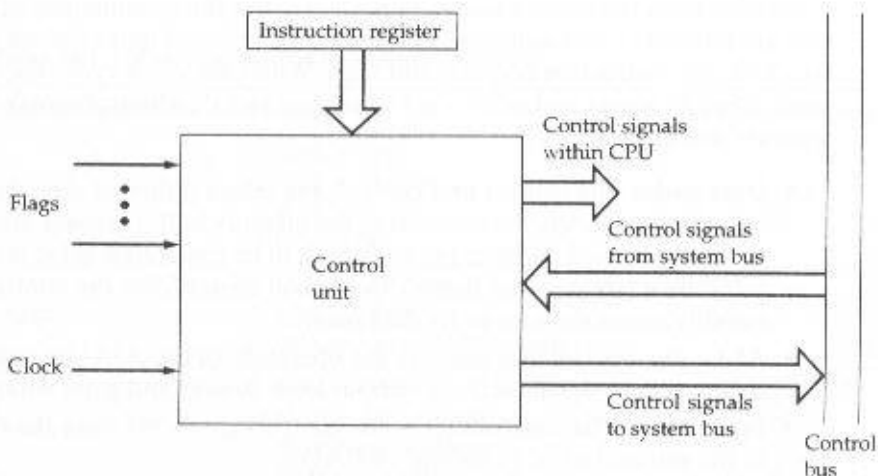 Instruction register
Control signals
within CPU
Flags
Control signals
from system bus
Control
unit
Clock
Control signals
to system bus
Control
bus